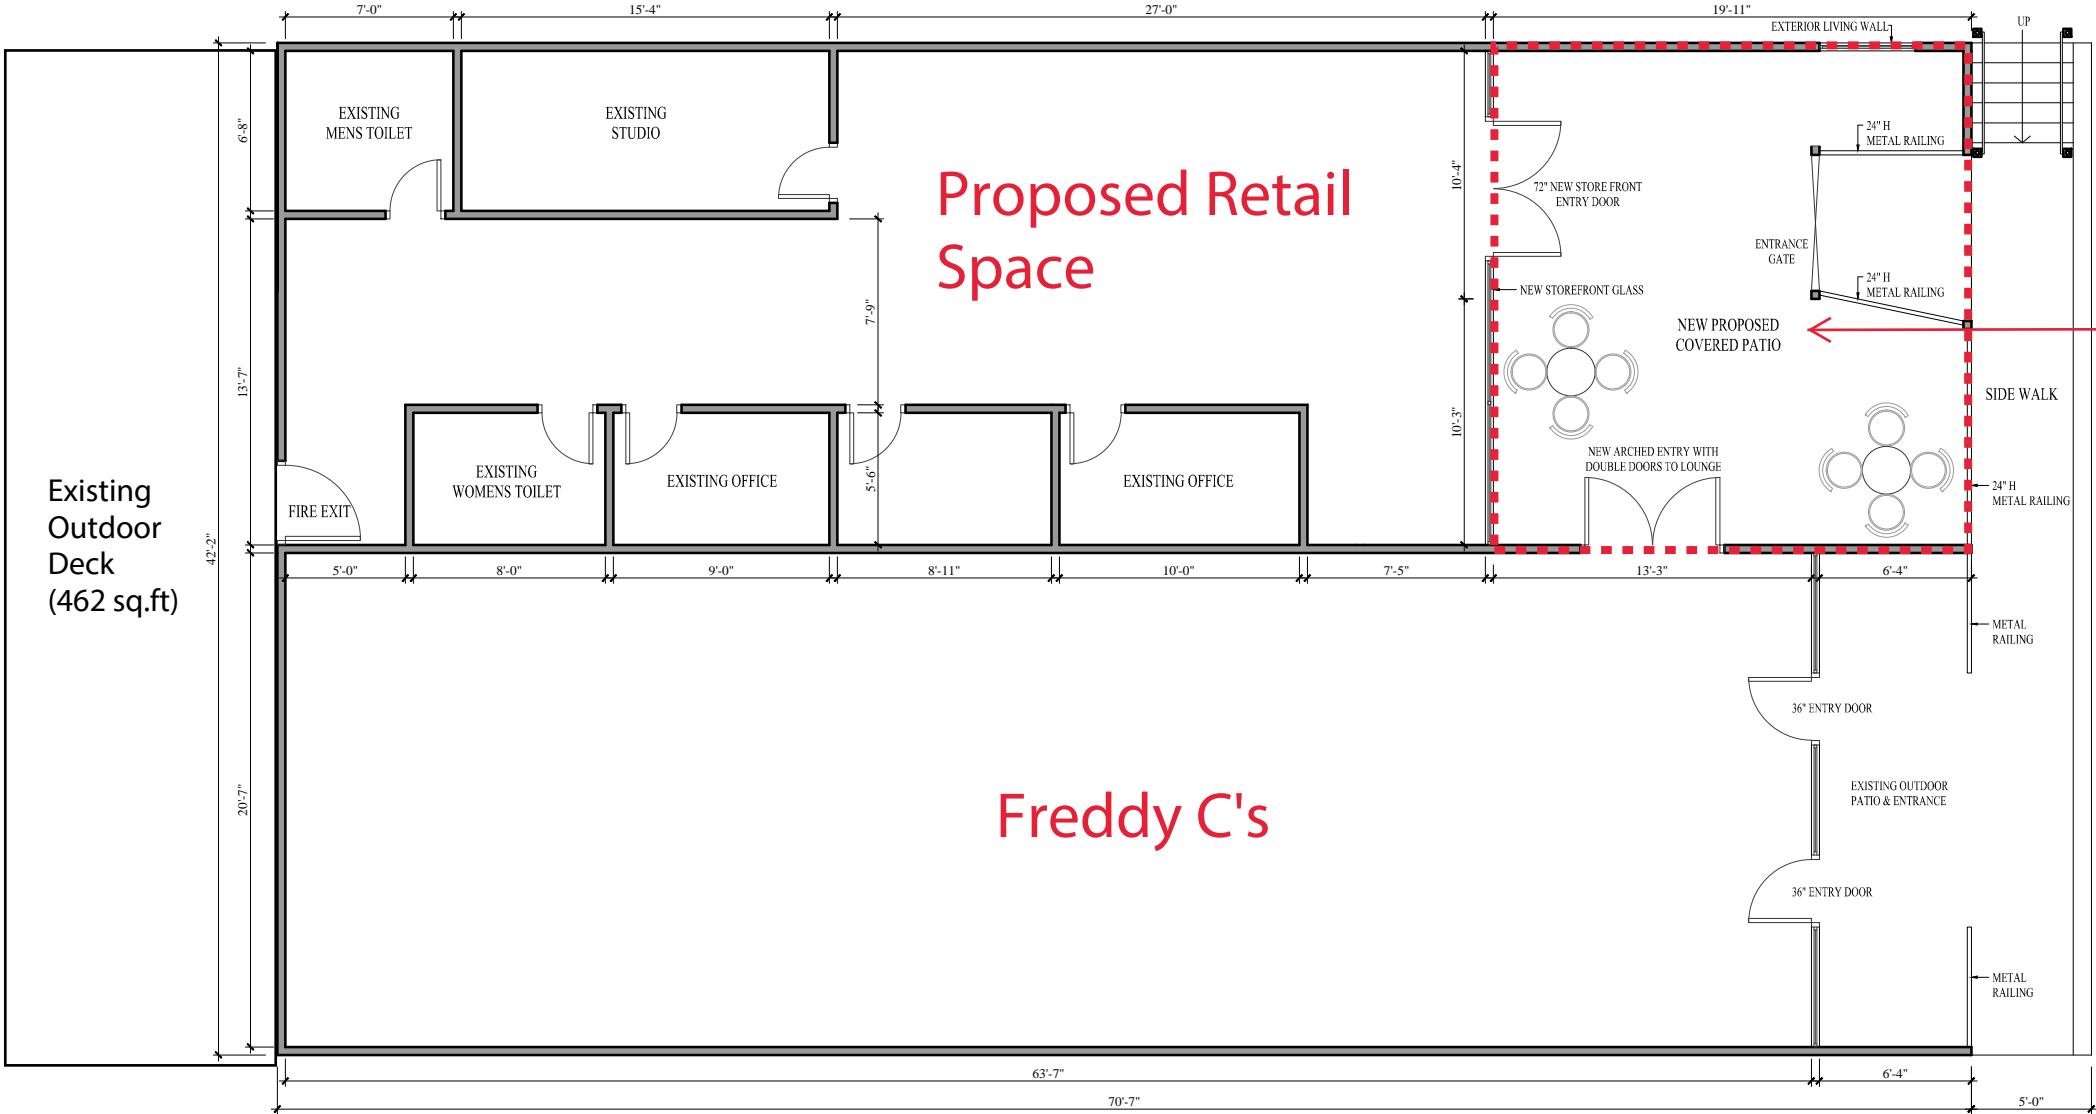 7'-0"
15'-4"
27'-0"
19'-11"
EXTERIOR LIVING WALL
UP
6'-8"
EXISTING
MENS TOILET
EXISTING
STUDIO
Proposed Retail
Space
10'-4"
72" NEW STORE FRONT
ENTRY DOOR
24" H
METAL RAILING
ENTRANCE
GATE
24" H
METAL RAILING
NEW STOREFRONT GLASS
NEW PROPOSED
COVERED PATIO
7'-9"
13'-7"
10'-3"
SIDE WALK
EXISTING
WOMENS TOILET
EXISTING OFFICE
5'-6"
EXISTING OFFICE
NEW ARCHED ENTRY WITH
DOUBLE DOORS TO LOUNGE
24" H
METAL RAILING
FIRE EXIT
Existing
Outdoor
Deck
(462 sq.ft)
42'-2"
5'-0"
8'-0"
9'-0"
8'-11"
10'-0"
7'-5"
13'-3"
6'-4"
METAL
RAILING
36" ENTRY DOOR
20'-7"
Freddy C's
EXISTING OUTDOOR
PATIO & ENTRANCE
36" ENTRY DOOR
METAL
RAILING
63'-7"
6'-4"
70'-7"
5'-0"